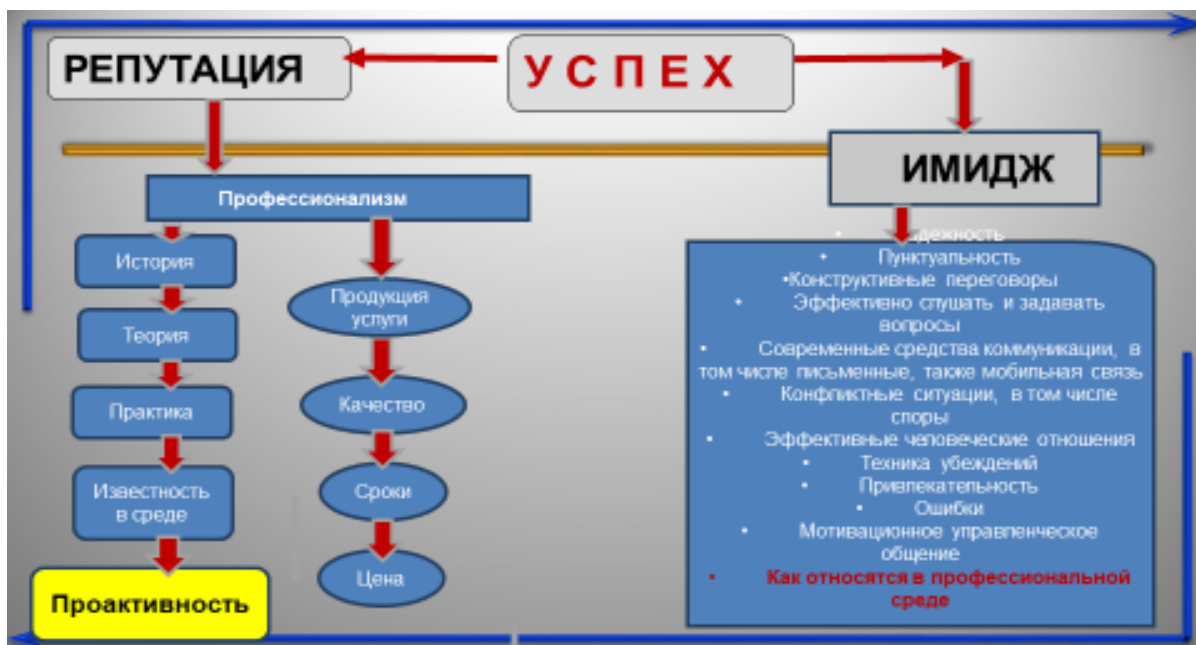 РЕПУТАЦИЯ
У С П Е Х
ИМИДЖ
Профессионализм
История
Теория
Практика
Известность
в среде
Проактивность
Продукция
услуги
Качество
Сроки
Цена
• Пунктуальность
•Конструктивные переговоры
• Эффективно слушать и задавать
вопросы
• Современные средства коммуникации, в
том числе письменные, также мобильная связь
• Конфликтные ситуации, в том числе
споры
• Эффективные человеческие отношения
• Техника убеждений
• Привлекательность
• Ошибки
• Мотивационное управленческое
общение
• Как относятся в профессиональной
среде